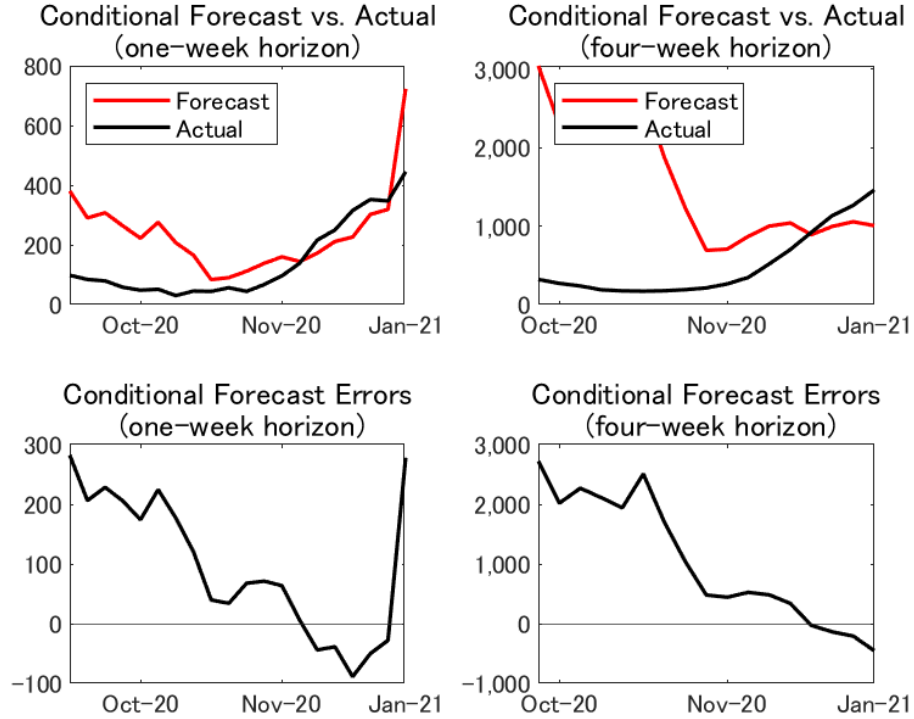 Conditional Forecast vs. Actual
(one-week horizon)
800
600
400
200
0
Forecast
Actual
Oct-20
Nov-20
Jan-21
Conditional Forecast vs. Actual
(four-week horizon)
3,000
2,000
1,000
0
Forecast
Actual
Oct-20
Nov-20
Jan-21
Conditional Forecast Errors
(one-week horizon)
300
200
100
0
-100
Oct-20
Nov-20
Jan-21
Conditional Forecast Errors
(four-week horizon)
3,000
2,000
1,000
0
-1,000
Oct-20
Nov-20
Jan-21